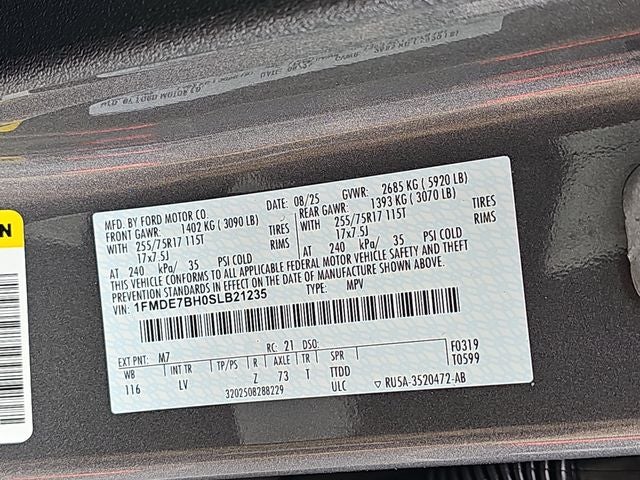 MFD. BY FORD MOTOR CO.
DATE: 08/25 GVWR: 2685 KG ( 5920 LB)
FRONT GAWR: 1402 KG ( 3090 LB)
REAR GAWR: 1393 KG ( 3070 LB)
WITH 255/75R17 115T TIRES
WITH 255/75R17 115T TIRES
17x7.5J RIMS
17x7.5J RIMS
AT 240 kPa/ 35 PSI COLD
AT 240 kPa/ 35 PSI COLD
THIS VEHICLE CONFORMS TO ALL APPLICABLE FEDERAL MOTOR VEHICLE SAFETY AND THEFT
PREVENTION STANDARDS IN EFFECT ON THE DATE OF MANUFACTURE SHOWN ABOVE.
VIN: 1FMDE7BH0SLB21235 TYPE: MPV
EXT PNT: M7 RC: 21 DSO: F0319
WB INT TR TP/PS R AXLE TR SPR T0599
116 LV Z 73 T TTDD
3202508288229 ULC ▽ RU5A-3520472-AB